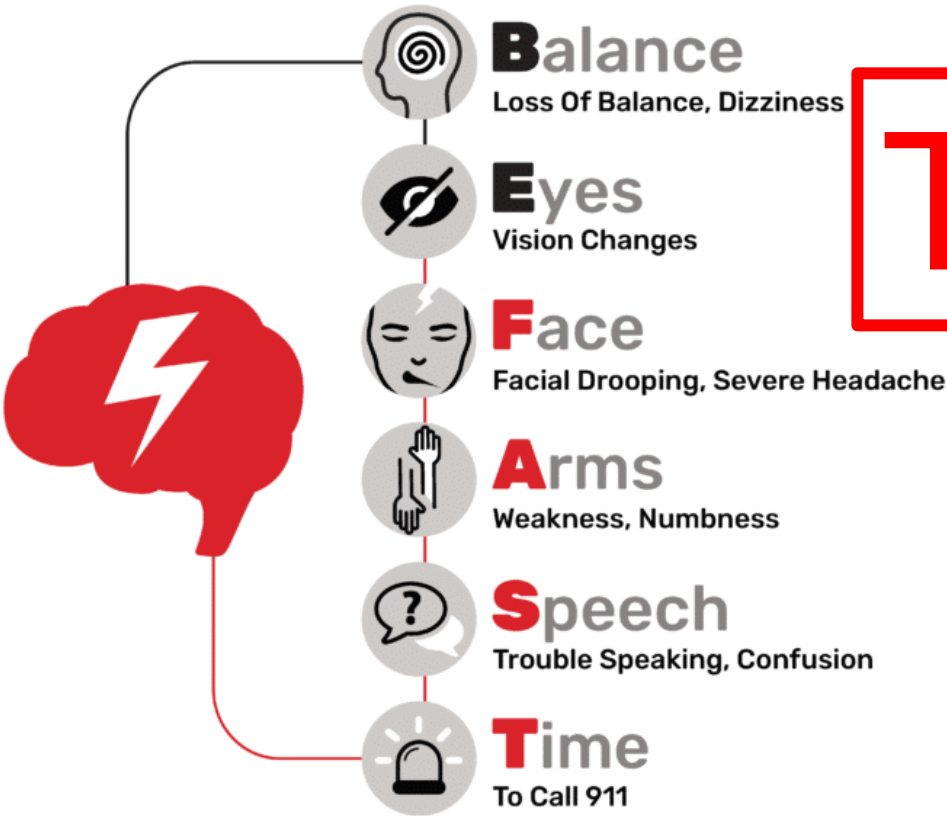 Balance
Loss Of Balance, Dizziness
T
Eyes
Vision Changes
Face
Facial Drooping, Severe Headache
Arms
Weakness, Numbness
?
Speech
Trouble Speaking, Confusion
Time
To Call 911